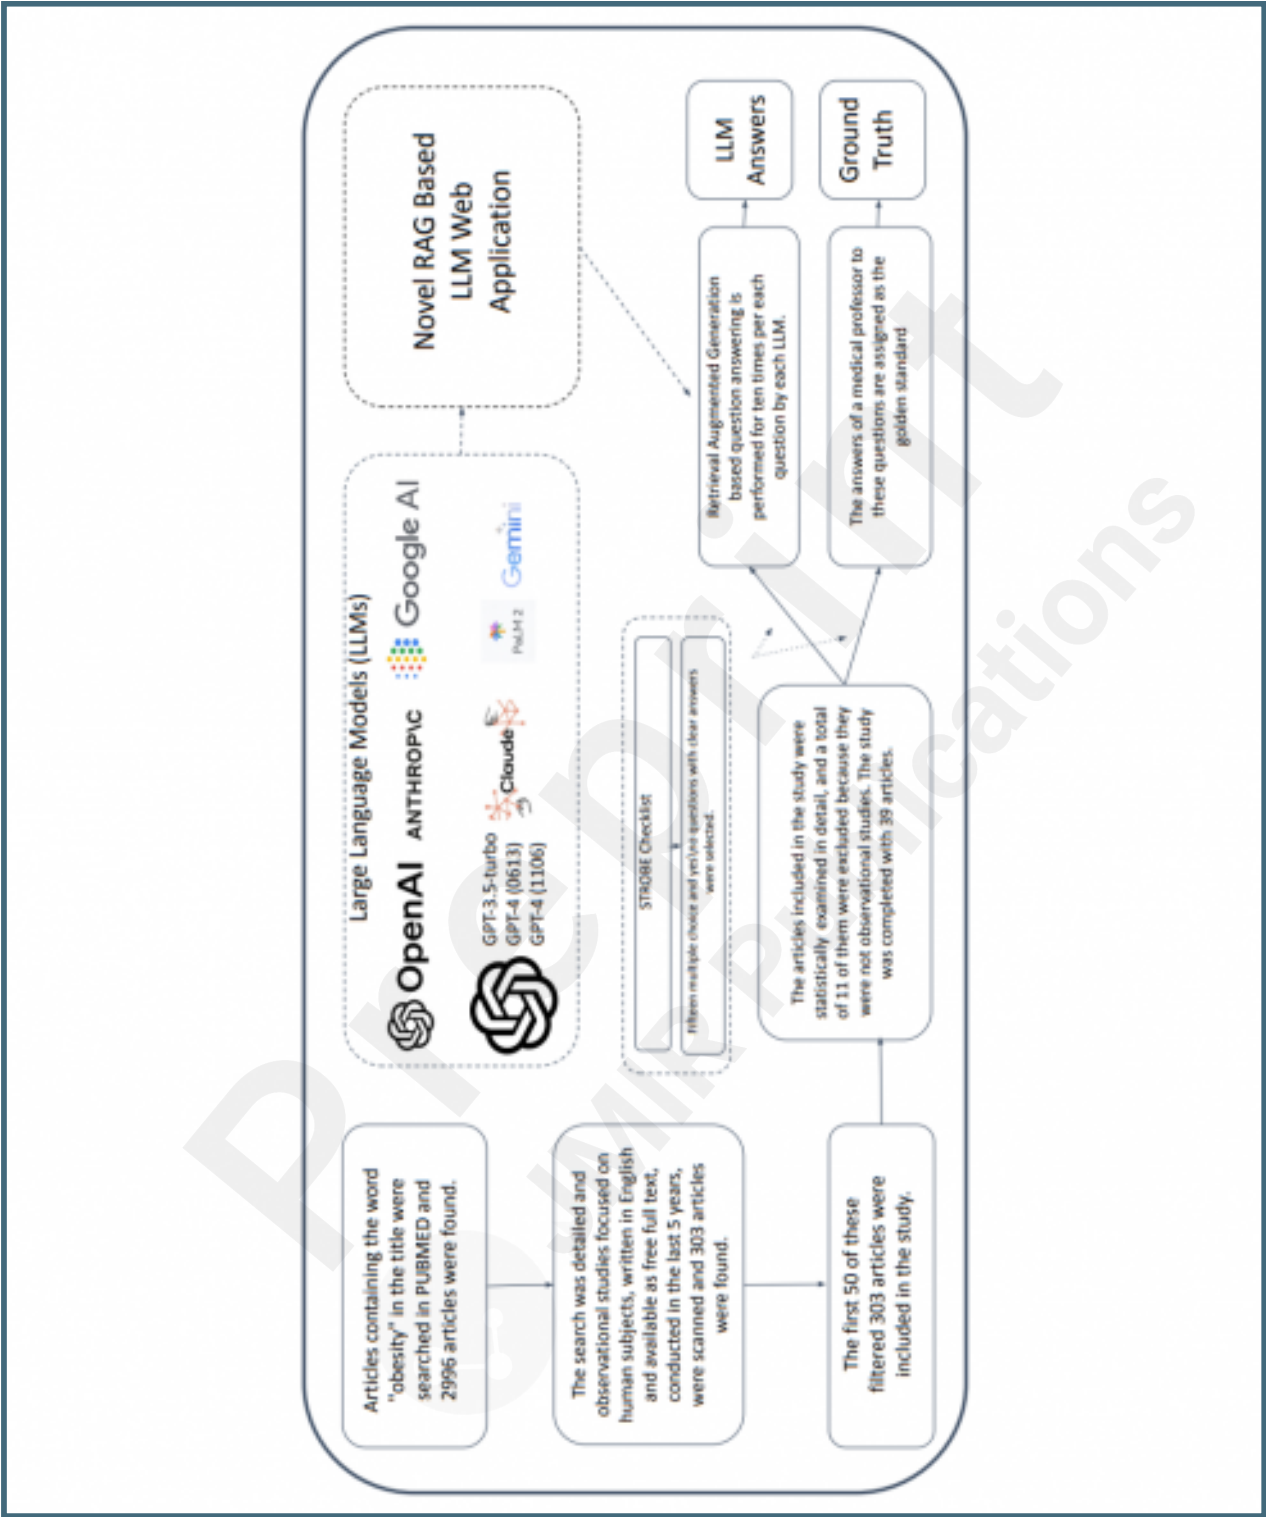 Articles containing the word
"obesity" in the title were
searched in PUBMED and
2996 articles were found.
The search was detailed and
observational studies focused on
human subjects, written in English
and available as free full text,
conducted in the last 5 years,
were scanned and 303 articles
were found.
The first 50 of these
filtered 303 articles were
included in the study.
Large Language Models (LLMs)
OpenAI
ANTHROP\C
Google AI
GPT-3.5-turbo
GPT-4 (0613)
GPT-4 (1106)
Claude
PaLM 2
Gemini
STROBE Checklist
Fifteen multiple choice and yes\no questions with clear answers
were selected.
The articles included in the study were
statistically examined in detail, and a total
of 11 of them were excluded because they
were not observational studies. The study
was completed with 39 articles.
Novel RAG Based
LLM Web
Application
Retrieval Augmented Generation
based question answering is
performed for ten times per each
question by each LLM.
The answers of a medical professor to
these questions are assigned as the
golden standard
LLM
Answers
Ground
Truth
Preprint
JMIR Publications